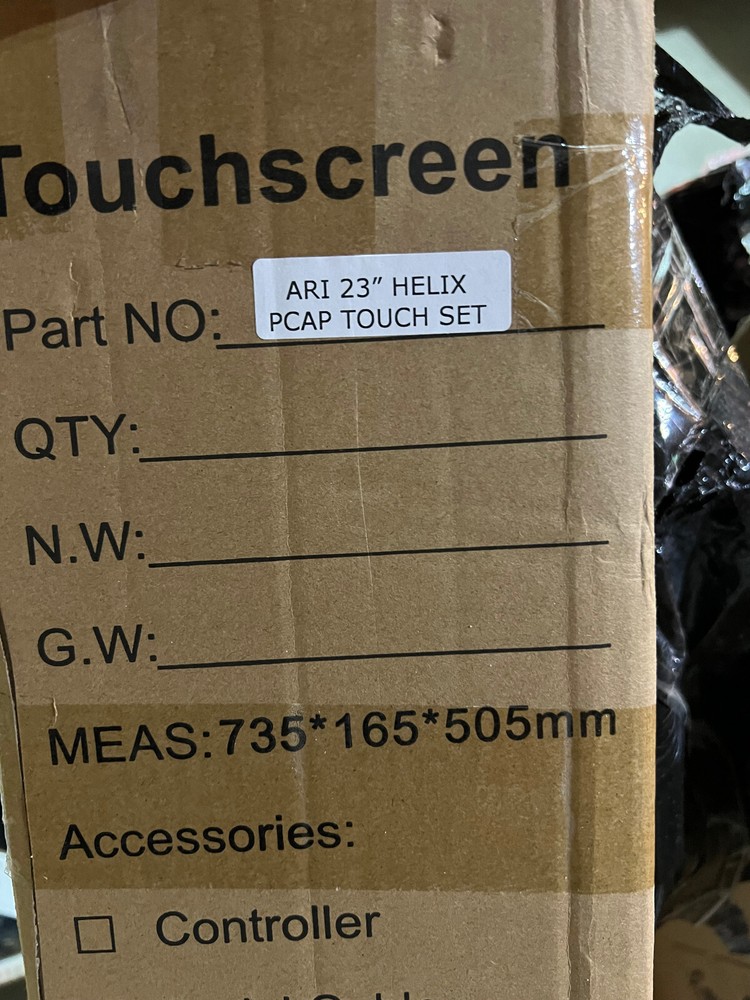 Touchscreen
Part NO: ARI 23” HELIX
PCAP TOUCH SET
QTY:
N.W:
G.W:
MEAS:735*165*505mm
Accessories:
Controller